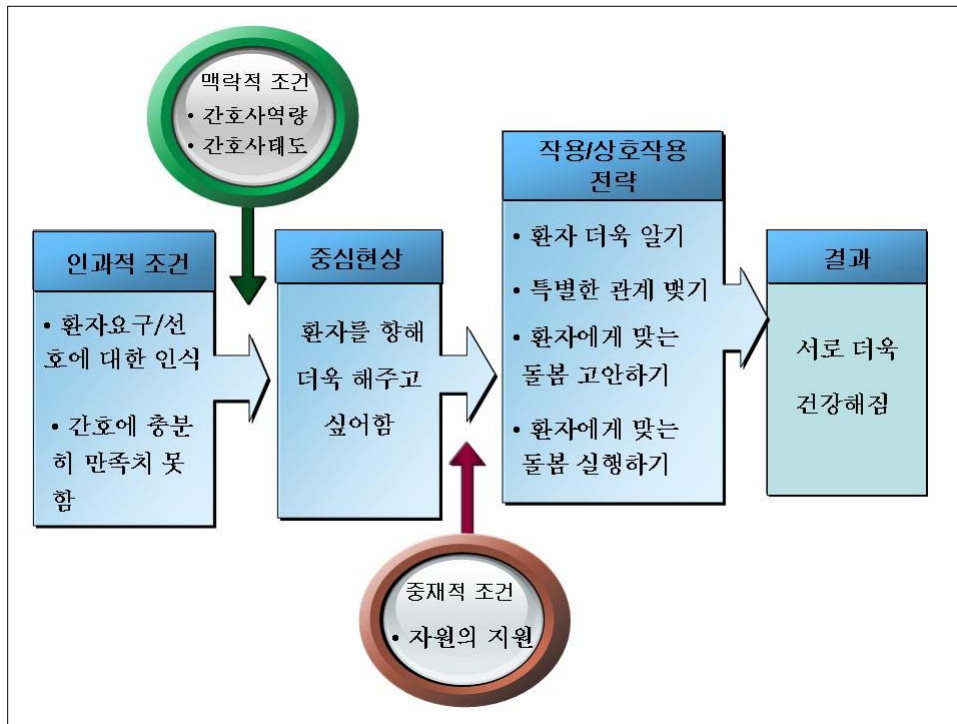 맥락적 조건
• 간호사역량
• 간호사태도
인과적 조건
• 환자요구/선
호에 대한 인식
• 간호에 충분
히 만족치 못
함
중심현상
환자를 향해
더욱 해주고
싶어함
작용/상호작용
전략
• 환자 더욱 알기
• 특별한 관계 맺기
• 환자에게 맞는
돌봄 고안하기
• 환자에게 맞는
돌봄 실행하기
결과
서로 더욱
건강해짐
중재적 조건
• 자원의 지원